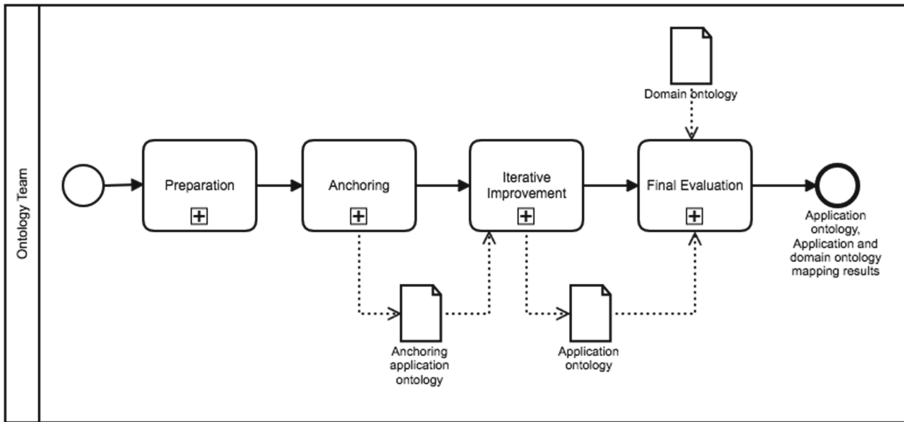 Ontology Team
Domain ontology
Preparation
Anchoring
Iterative
Improvement
Final Evaluation
Application
ontology,
Application and
domain ontology
mapping results
Anchoring
application
ontology
Application
ontology